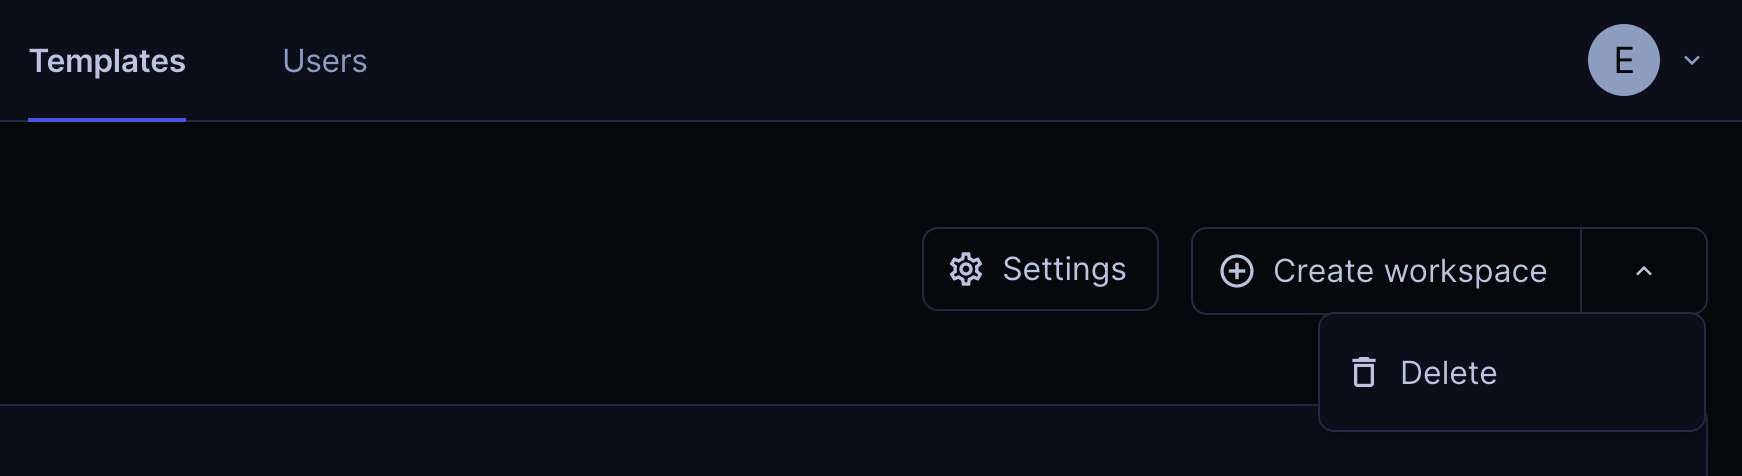 Templates
Users
E
Settings
Create workspace
Delete